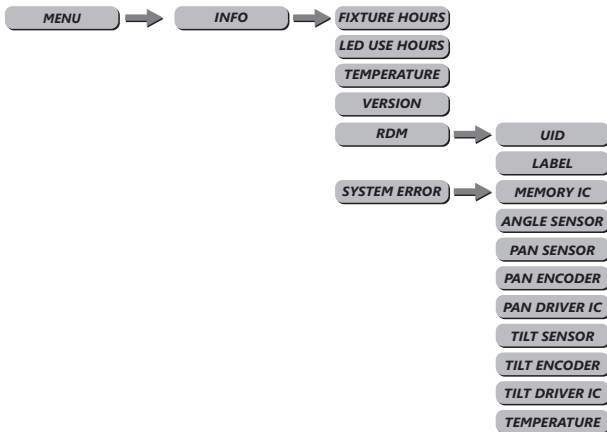 MENU INFO FIXTURE HOURS
LED USE HOURS
TEMPERATURE
VERSION
RDM UID
LABEL
SYSTEM ERROR MEMORY IC
ANGLE SENSOR
PAN SENSOR
PAN ENCODER
PAN DRIVER IC
TILT SENSOR
TILT ENCODER
TILT DRIVER IC
TEMPERATURE